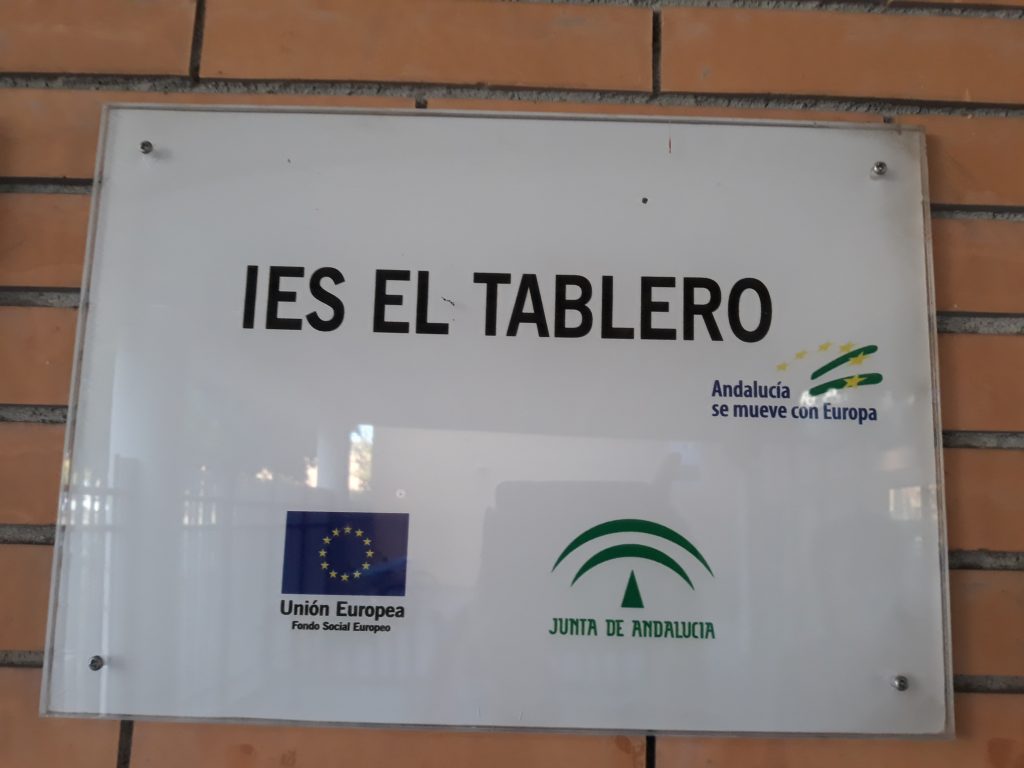 IES EL TABLERO
Andalucía
se mueve con Europa
Unión Europea
Fondo Social Europeo
JUNTA DE ANDALUCIA